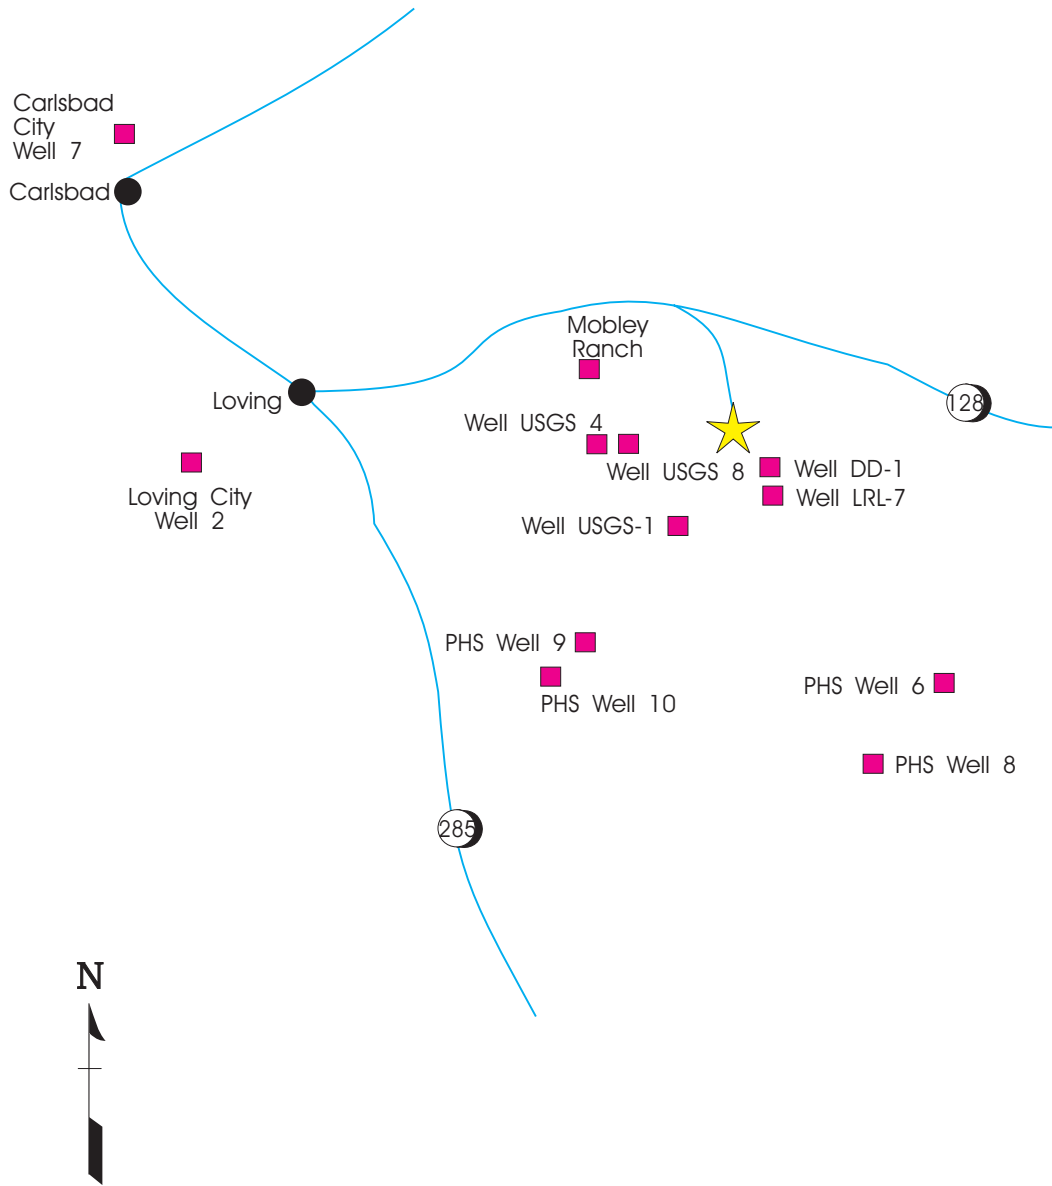 Carlsbad
City
Well 7
Carlsbad
Mobley
Ranch
Loving
128
Well USGS 4
Well USGS 8
Well DD-1
Loving City
Well 2
Well LRL-7
Well USGS-1
PHS Well 9
PHS Well 10
PHS Well 6
PHS Well 8
285
N